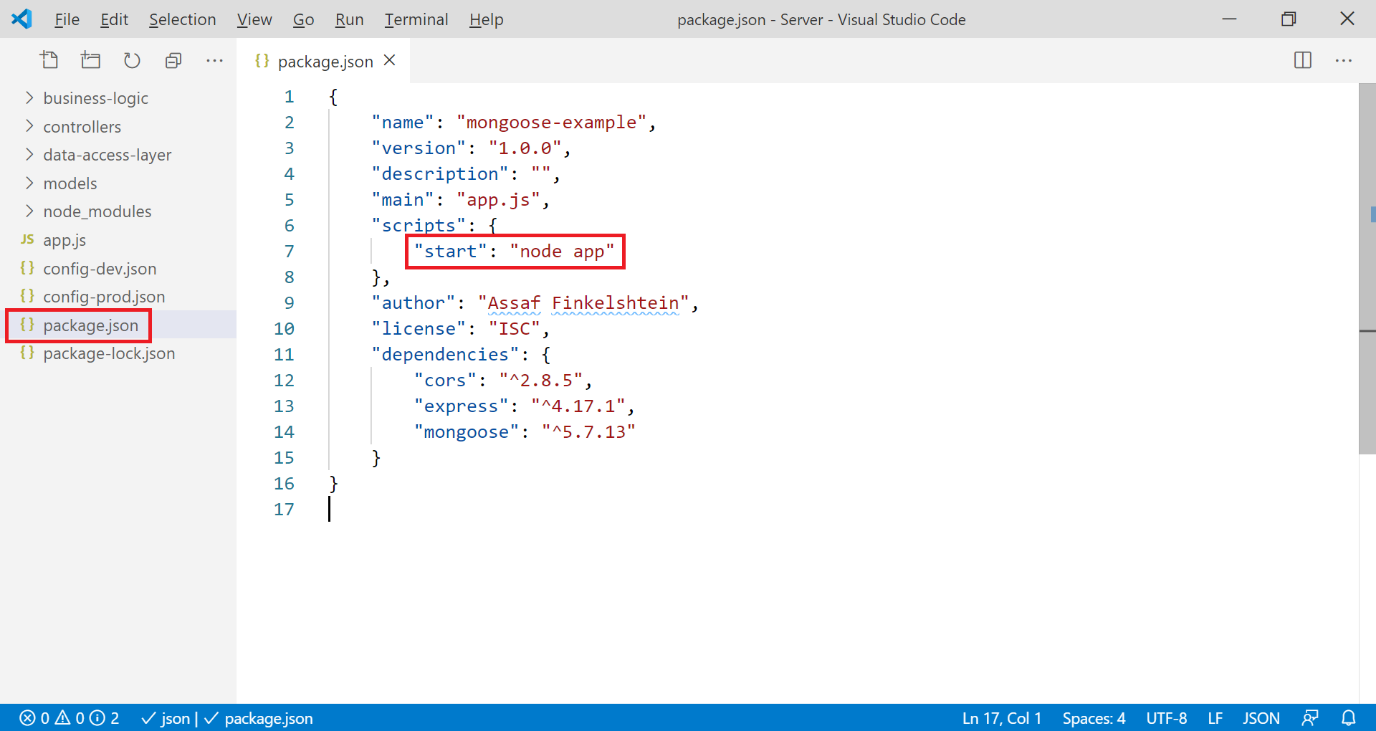 File Edit Selection View Go Run Terminal Help package.json - Server - Visual Studio Code
package.json
business-logic
controllers
data-access-layer
models
node_modules
JS app.js
{} config-dev.json
{} config-prod.json
{} package.json
{} package-lock.json
1 {
2     "name": "mongoose-example",
3     "version": "1.0.0",
4     "description": "",
5     "main": "app.js",
6     "scripts": {
7         "start": "node app"
8     },
9     "author": "Assaf Finkelshtein",
10     "license": "ISC",
11     "dependencies": {
12         "cors": "^2.8.5",
13         "express": "^4.17.1",
14         "mongoose": "^5.7.13"
15     }
16 }
17
0 0 2 json | package.json Ln 17, Col 1 Spaces: 4 UTF-8 LF JSON